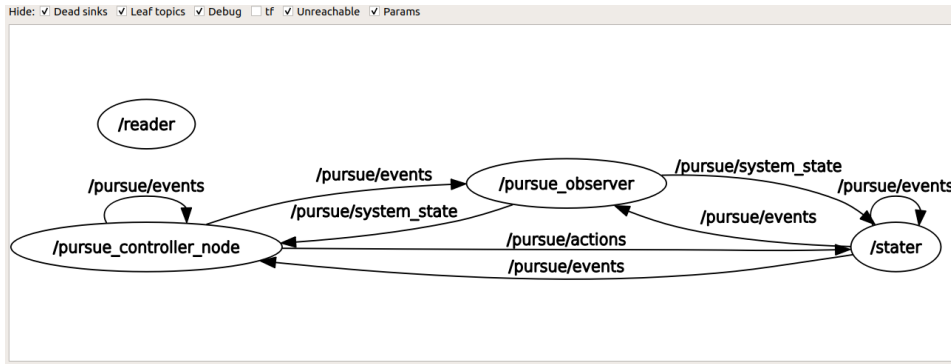 Hide: Dead sinks Leaf topics Debug tf Unreachable Params
/reader
/pursue/events
/pursue/events
/pursue/system_state
/pursue/events
/pursue_observer
/pursue/system_state
/pursue/events
/pursue_controller_node
/pursue/actions
/stater
/pursue/events